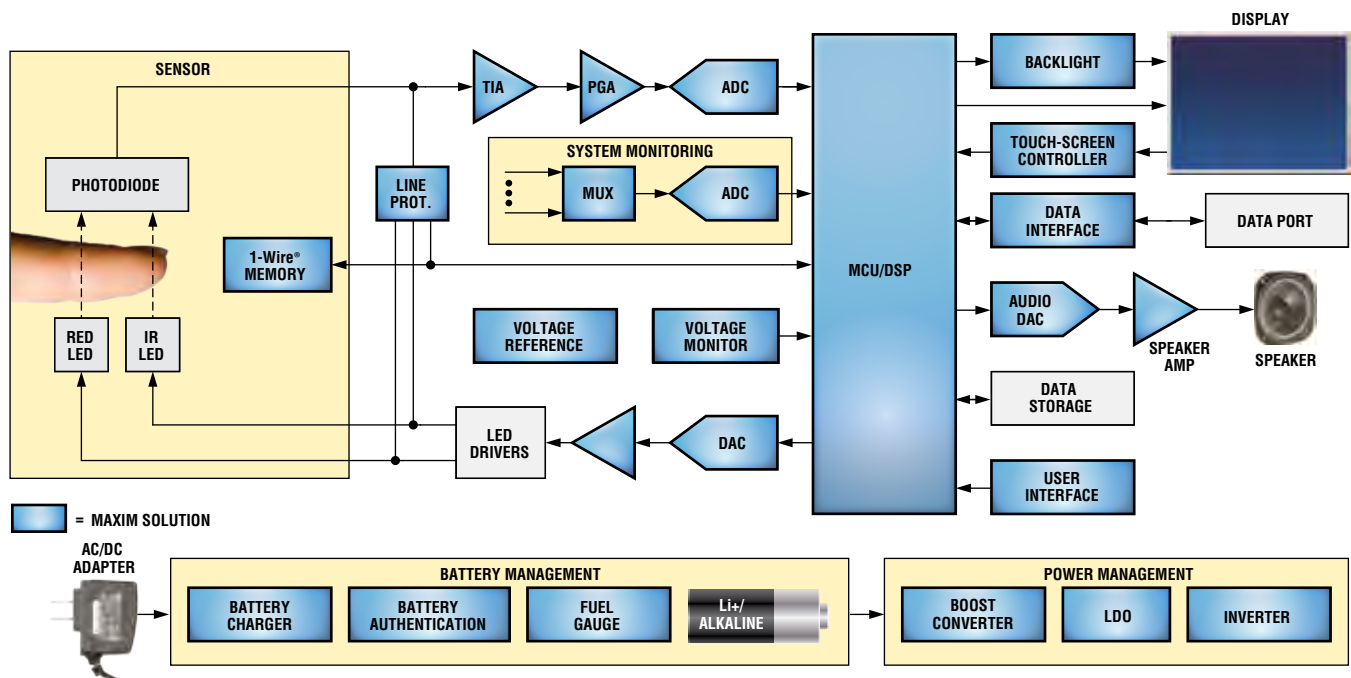 DISPLAY
SENSOR
TIA
PGA
ADC
BACKLIGHT
SYSTEM MONITORING
TOUCH-SCREEN
CONTROLLER
PHOTODIODE
LINE
PROT.
MUX
ADC
DATA
INTERFACE
DATA PORT
1-Wire®
MEMORY
MCU/DSP
RED
LED
IR
LED
VOLTAGE
REFERENCE
VOLTAGE
MONITOR
AUDIO
DAC
SPEAKER
AMP
SPEAKER
DATA
STORAGE
LED
DRIVERS
DAC
USER
INTERFACE
= MAXIM SOLUTION
AC/DC
ADAPTER
BATTERY MANAGEMENT
POWER MANAGEMENT
BATTERY
CHARGER
BATTERY
AUTHENTICATION
FUEL
GAUGE
Li+/
ALKALINE
BOOST
CONVERTER
LDO
INVERTER